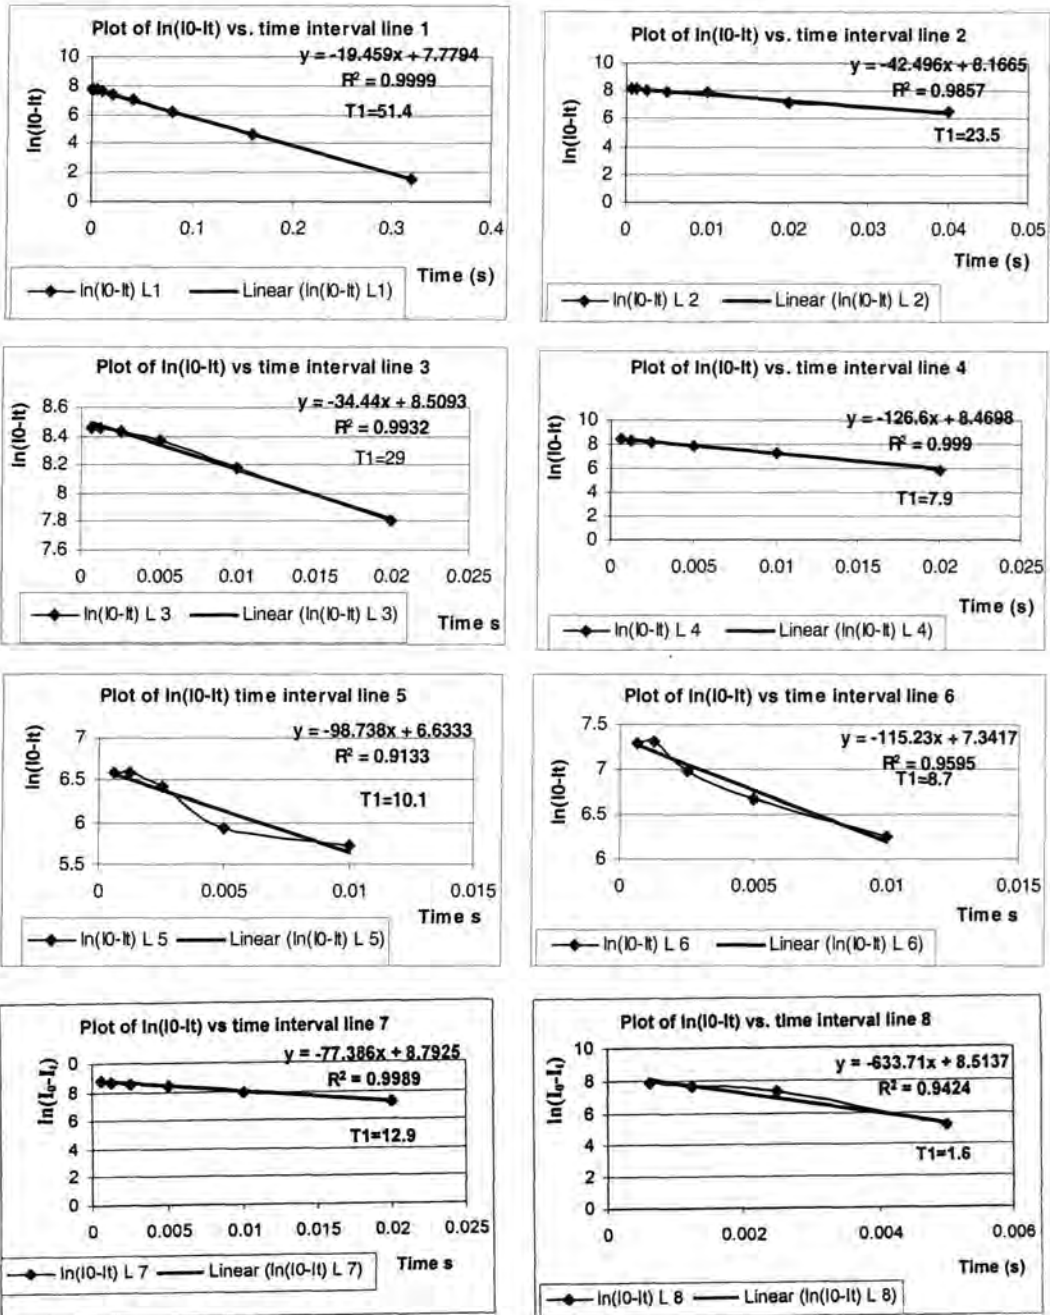 Plot of ln(I0-It) vs. time interval line 1
y = -19.459x + 7.7794
R² = 0.9999
T1=51.4
ln(I0-It)
10
8
6
4
2
0
0 0.1 0.2 0.3 0.4
Time (s)
ln(I0-It) L1 Linear (ln(I0-It) L1)
Plot of ln(I0-It) vs. time interval line 2
y = -42.496x + 8.1665
R² = 0.9857
T1=23.5
ln(I0-It)
10
8
6
4
2
0
0 0.01 0.02 0.03 0.04 0.05
Time (s)
ln(I0-It) L 2 Linear (ln(I0-It) L 2)
Plot of ln(I0-It) vs time interval line 3
y = -34.44x + 8.5093
R² = 0.9932
T1=29
ln(I0-It)
8.6
8.4
8.2
8
7.8
7.6
0 0.005 0.01 0.015 0.02 0.025
Time s
ln(I0-It) L 3 Linear (ln(I0-It) L 3)
Plot of ln(I0-It) vs. time interval line 4
y = -126.6x + 8.4698
R² = 0.999
T1=7.9
ln(I0-It)
10
8
6
4
2
0
0 0.005 0.01 0.015 0.02 0.025
Time (s)
ln(I0-It) L 4 Linear (ln(I0-It) L 4)
Plot of ln(I0-It) time interval line 5
y = -98.738x + 6.6333
R² = 0.9133
T1=10.1
ln(I0-It)
7
6.5
6
5.5
0 0.005 0.01 0.015
Time s
ln(I0-It) L 5 Linear (ln(I0-It) L 5)
Plot of ln(I0-It) vs time interval line 6
y = -115.23x + 7.3417
R² = 0.9595
T1=8.7
ln(I0-It)
7.5
7
6.5
6
0 0.005 0.01 0.015
Time s
ln(I0-It) L 6 Linear (ln(I0-It) L 6)
Plot of ln(I0-It) vs time interval line 7
y = -77.386x + 8.7925
R² = 0.9989
T1=12.9
ln(I₀-Iₜ)
0
8
6
4
2
0
0 0.005 0.01 0.015 0.02 0.025
Time s
ln(I0-It) L 7 Linear (ln(I0-It) L 7)
Plot of ln(I0-It) vs. time interval line 8
y = -633.71x + 8.5137
R² = 0.9424
T1=1.6
ln(I₀-Iₜ)
10
8
6
4
2
0
0 0.002 0.004 0.006
Time (s)
ln(I0-It) L 8 Linear (ln(I0-It) L 8)